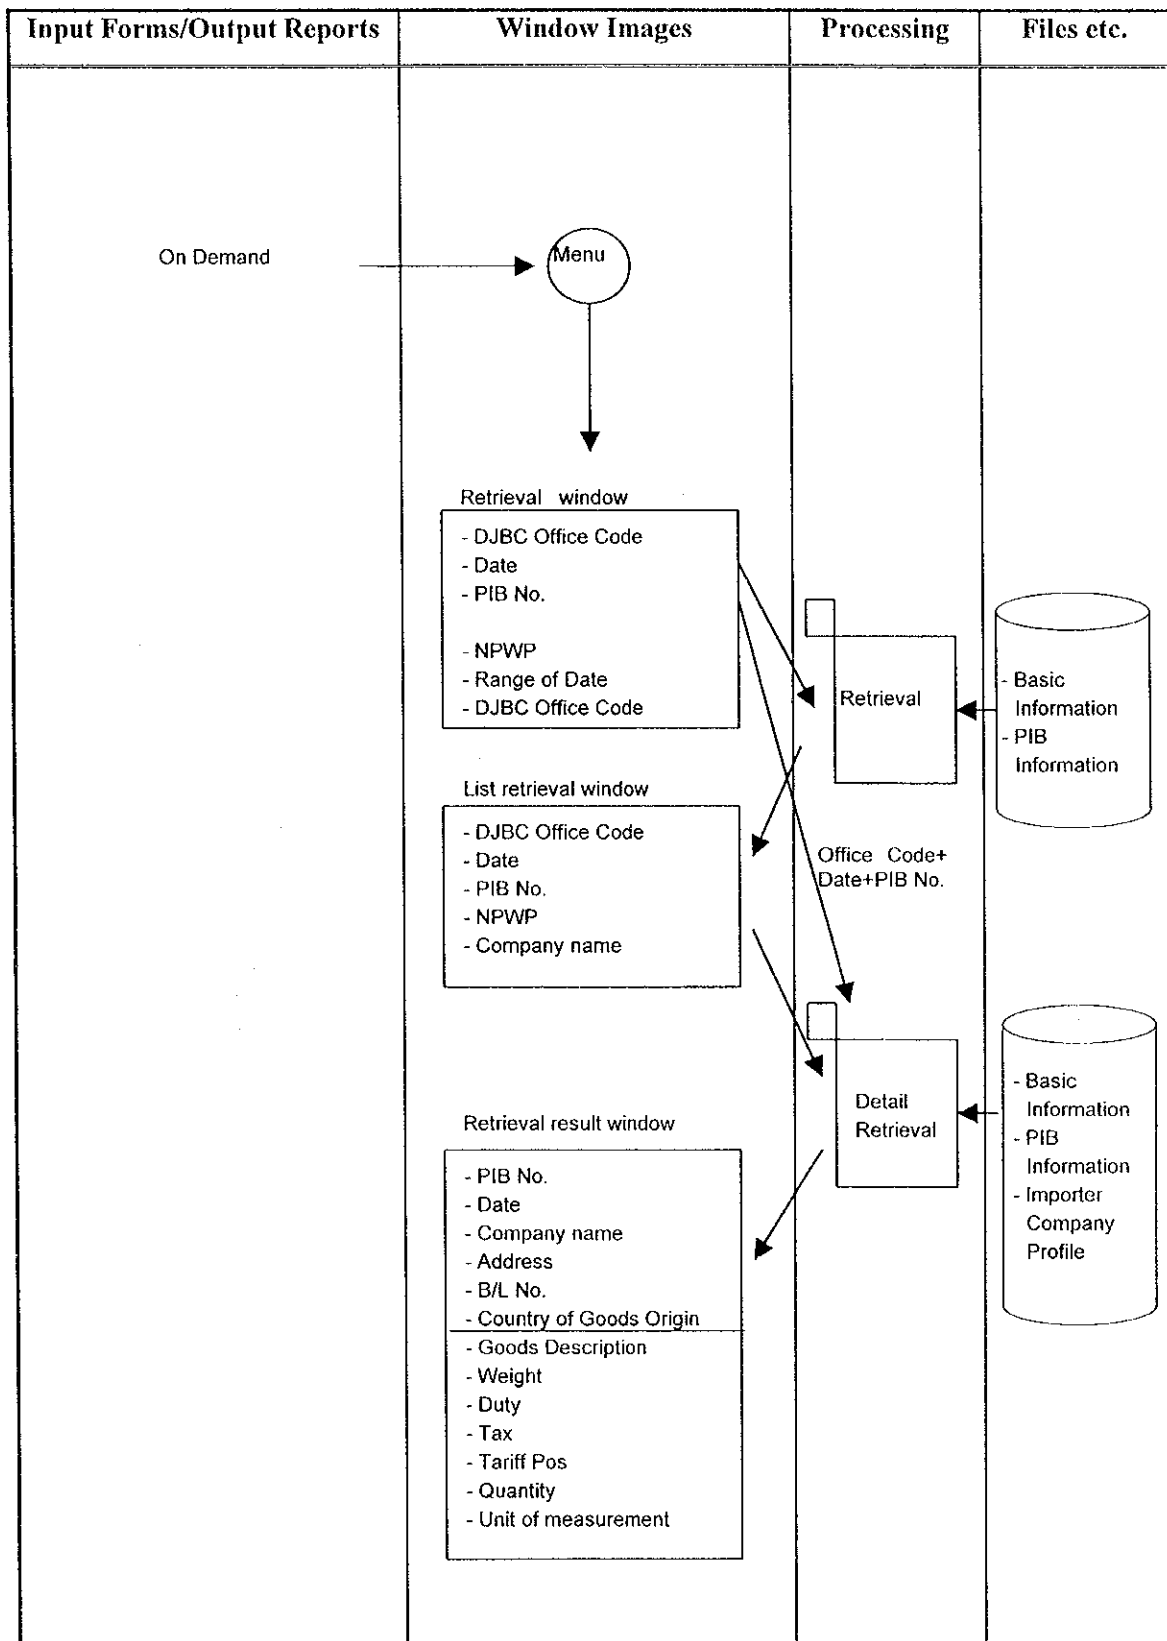 Input Forms/Output Reports
Window Images
Processing
Files etc.
On Demand
Menu
Retrieval window
- DJBC Office Code
- Date
- PIB No.
- NPWP
- Range of Date
- DJBC Office Code
Retrieval
- Basic
Information
- PIB
Information
List retrieval window
- DJBC Office Code
- Date
- PIB No.
- NPWP
- Company name
Office Code+
Date+PIB No.
Detail
Retrieval
- Basic
Information
- PIB
Information
- Importer
Company
Profile
Retrieval result window
- PIB No.
- Date
- Company name
- Address
- B/L No.
- Country of Goods Origin
- Goods Description
- Weight
- Duty
- Tax
- Tariff Pos
- Quantity
- Unit of measurement